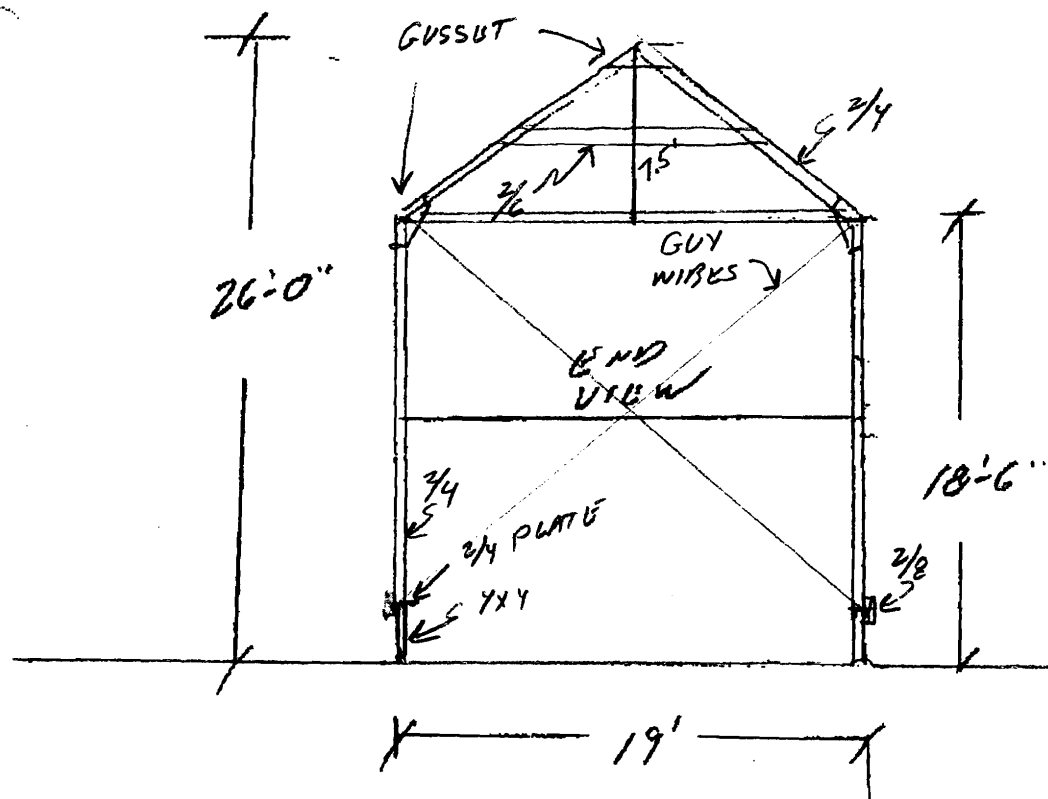 GUSSUT
2/4
7.5'
2/6
GUY
WIRES
26'-0"
END
VIEW
18'-6"
2/4
2/4 PLATE
2/8
4X4
19'